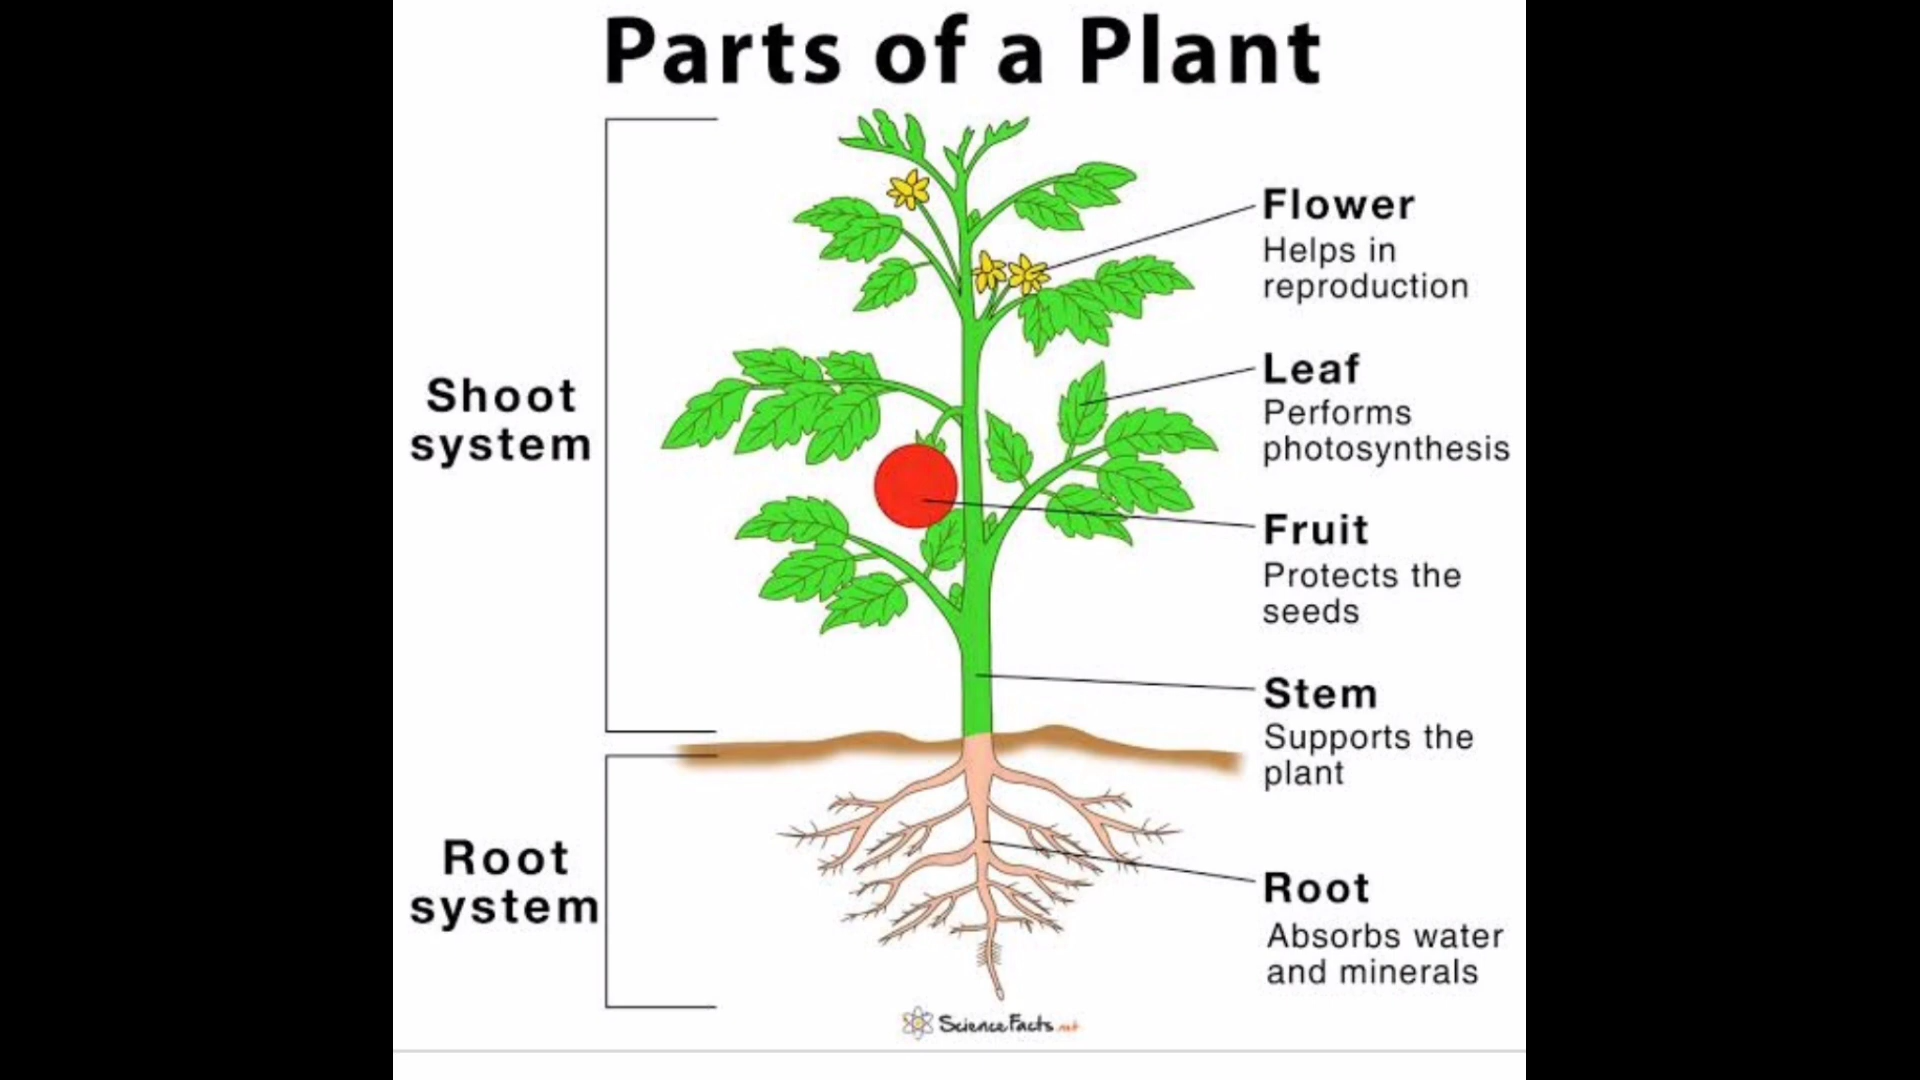 Parts of a Plant
Shoot
system
Flower
Helps in
reproduction
Leaf
Performs
photosynthesis
Fruit
Protects the
seeds
Stem
Supports the
plant
Root
system
Root
Absorbs water
and minerals
ScienceFacts.net